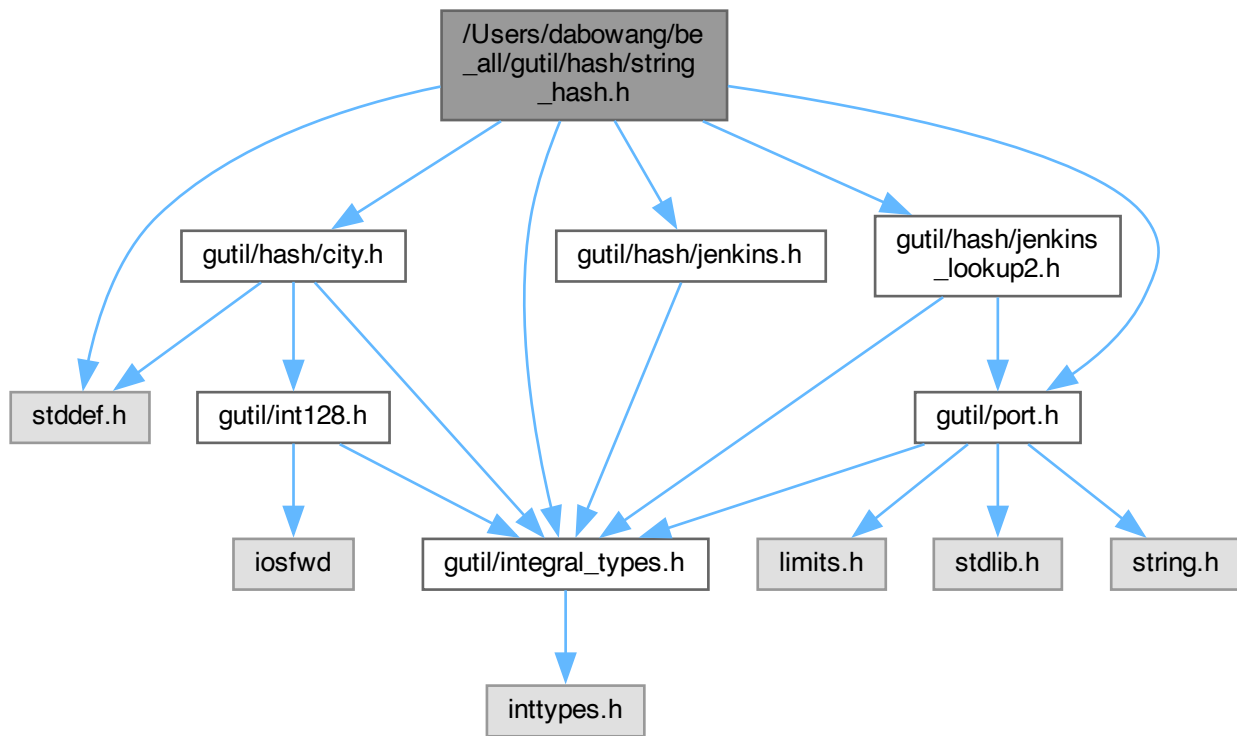 /Users/dabowang/be
_all/gutil/hash/string
_hash.h
gutil/hash/city.h
gutil/hash/jenkins.h
gutil/hash/jenkins
_lookup2.h
stddef.h
gutil/int128.h
gutil/port.h
iosfwd
gutil/integral_types.h
limits.h
stdlib.h
string.h
inttypes.h